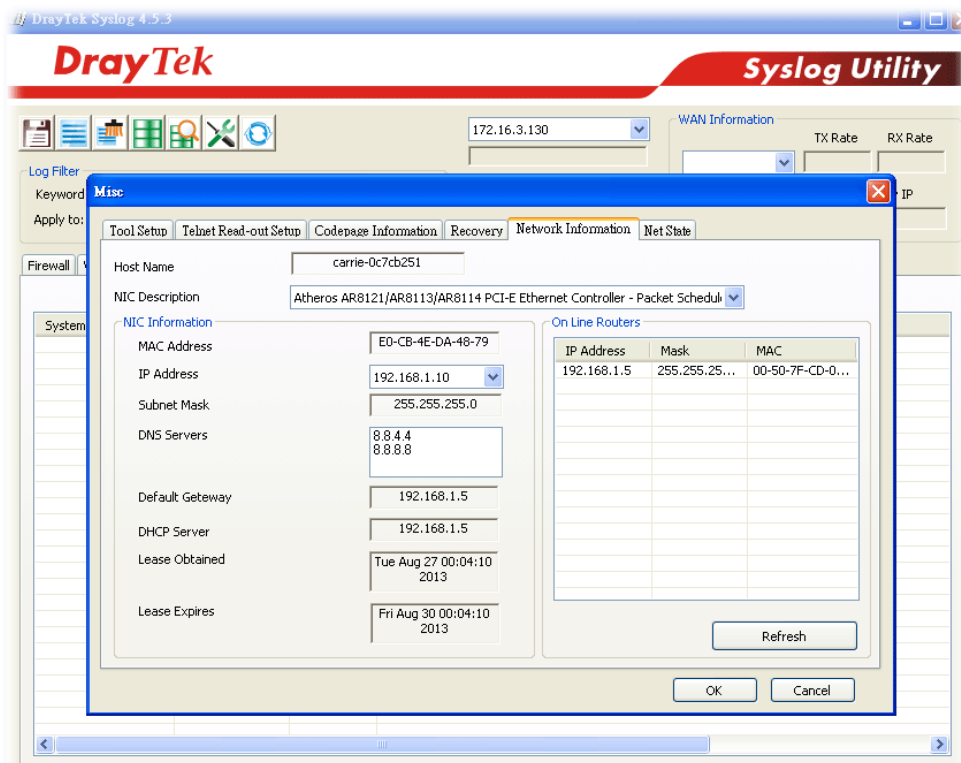 DrayTek Syslog 4.5.3
DrayTek
Syslog Utility
172.16.3.130
WAN Information
TX Rate
RX Rate
Log Filter
Keyword
Apply to:
IP
Firewall
System
Misc
Tool Setup
Telnet Read-out Setup
Codepage Information
Recovery
Network Information
Net State
Host Name
carrie-0c7cb251
NIC Description
Atheros AR8121/AR8113/AR8114 PCI-E Ethernet Controller - Packet Schedul
NIC Information
MAC Address
E0-CB-4E-DA-48-79
IP Address
192.168.1.10
Subnet Mask
255.255.255.0
DNS Servers
8.8.4.4
8.8.8.8
Default Geteway
192.168.1.5
DHCP Server
192.168.1.5
Lease Obtained
Tue Aug 27 00:04:10
2013
Lease Expires
Fri Aug 30 00:04:10
2013
On Line Routers
IP Address
Mask
MAC
192.168.1.5
255.255.25...
00-50-7F-CD-0...
Refresh
OK
Cancel